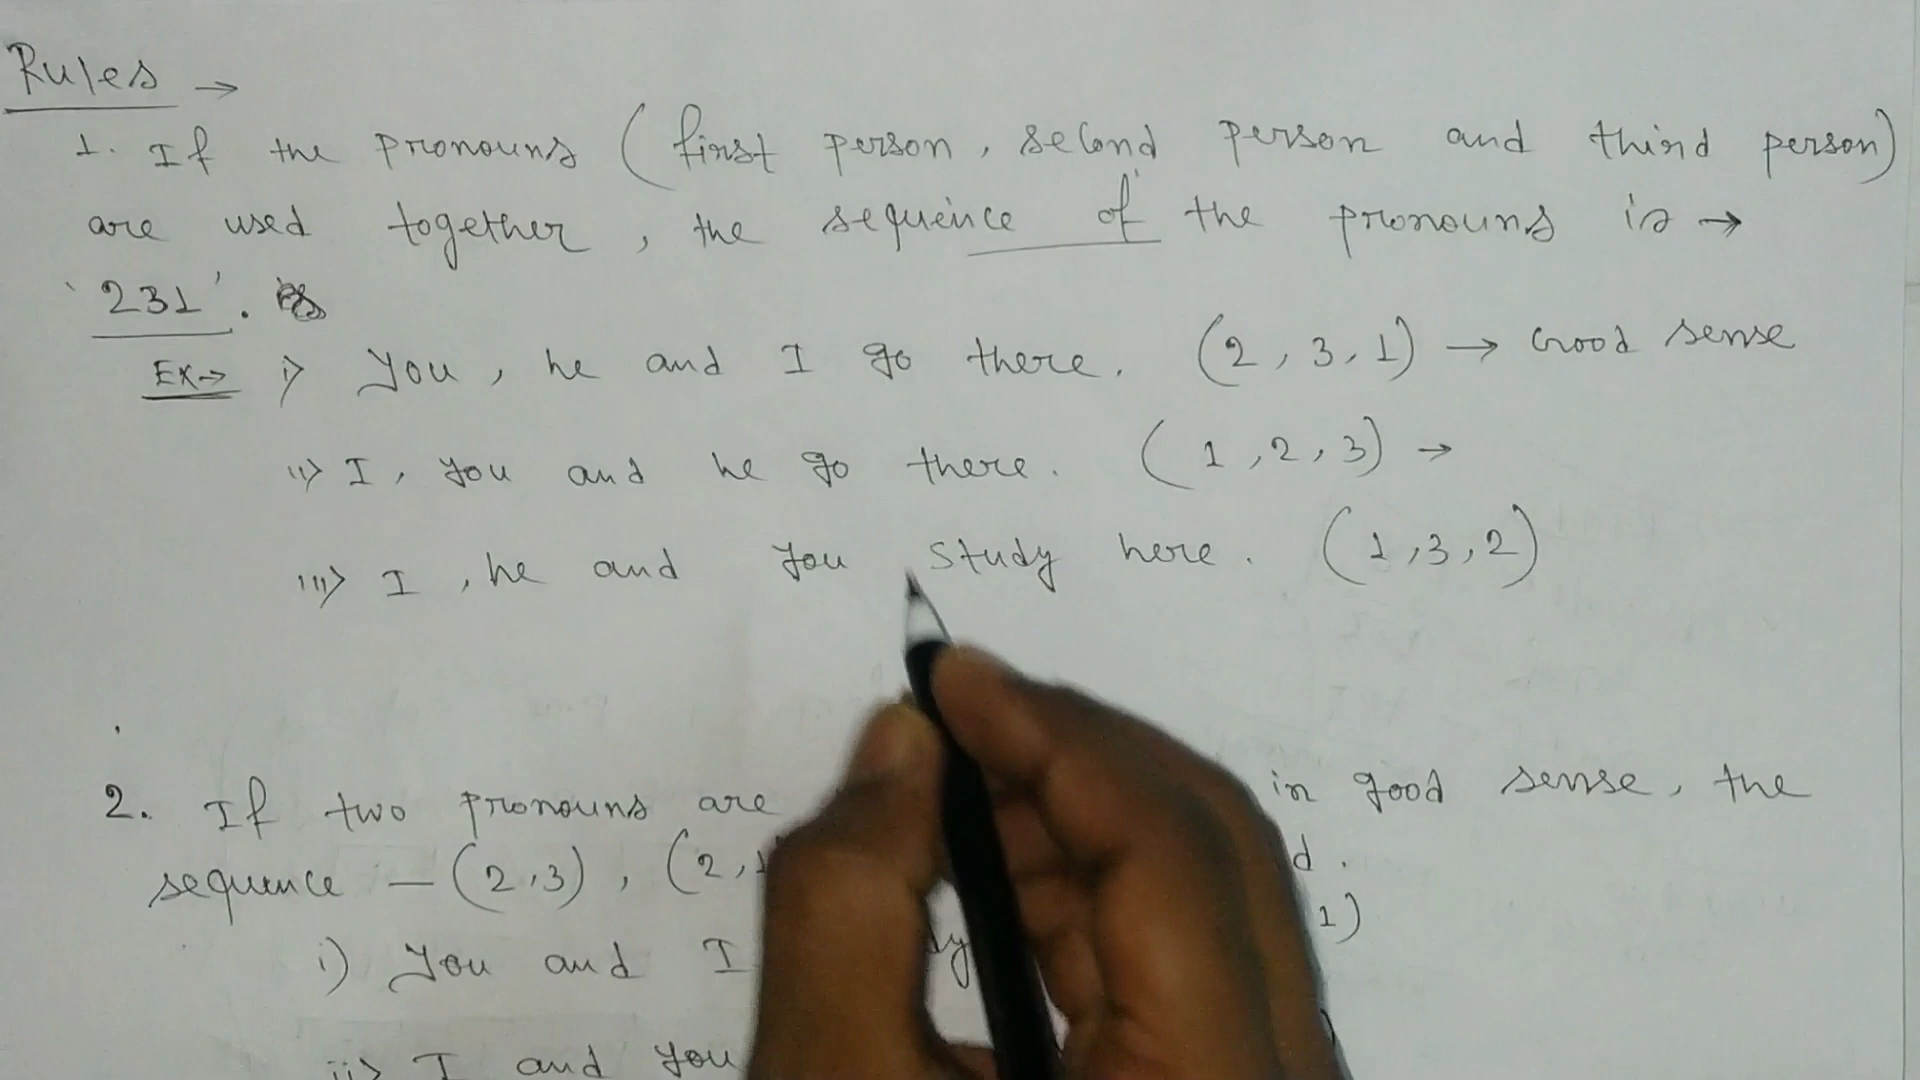 Rules →
1. If the pronouns (first person, second person and third person)
are used together, the sequence of the pronouns is →
'231'.
Ex→ i) You, he and I go there. (2, 3, 1) → Good sense
ii) I, you and he go there. (1, 2, 3) →
iii) I, he and you study here. (1, 3, 2)
2. If two pronouns are in good sense, the
sequence — (2,3), (2,1 d.
i) You and I dy 1)
ii) I and you